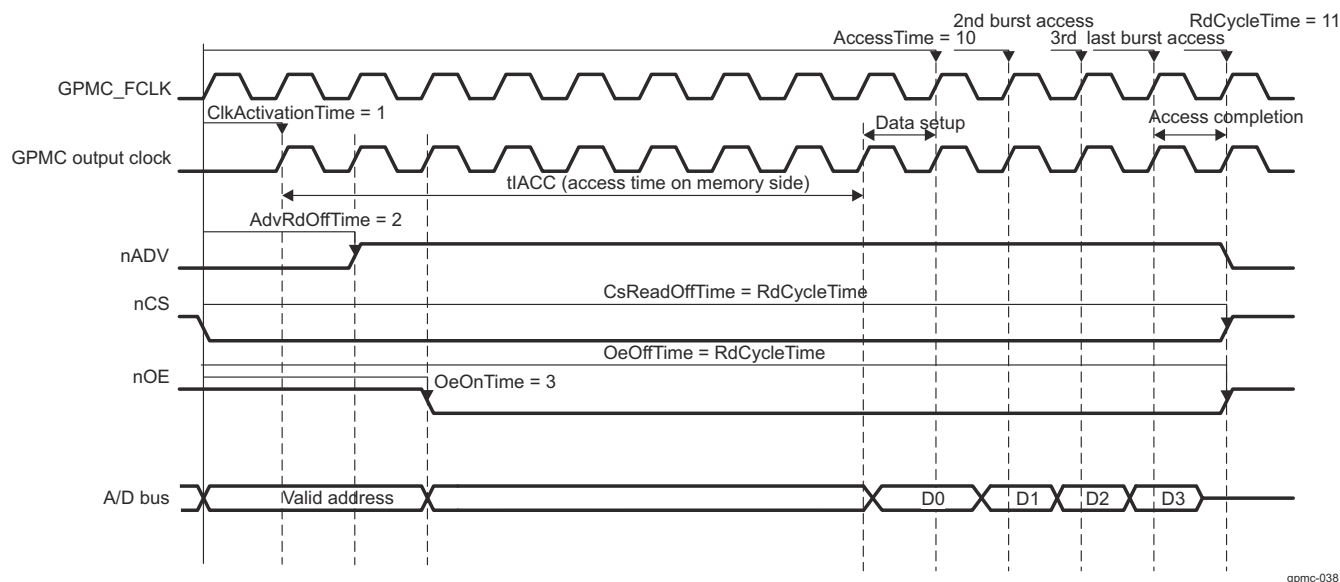 2nd burst access
RdCycleTime = 11
AccessTime = 10
3rd last burst access
GPMC_FCLK
ClkActivationTime = 1
Data setup
Access completion
GPMC output clock
tIACC (access time on memory side)
AdvRdOffTime = 2
nADV
nCS
CsReadOffTime = RdCycleTime
OeOffTime = RdCycleTime
nOE
OeOnTime = 3
A/D bus
Valid address
D0
D1
D2
D3
gpmc-038